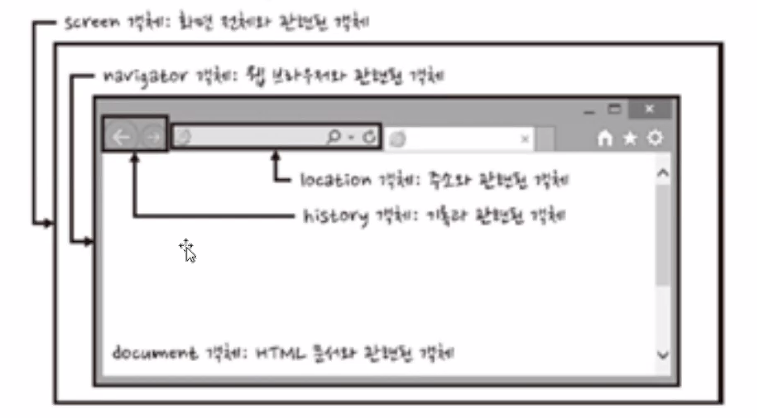 screen 객체: 화면 전체와 관련된 객체
navigator 객체: 웹 브라우저와 관련된 객체
location 객체: 주소와 관련된 객체
history 객체: 기록과 관련된 객체
document 객체: HTML 문서와 관련된 객체